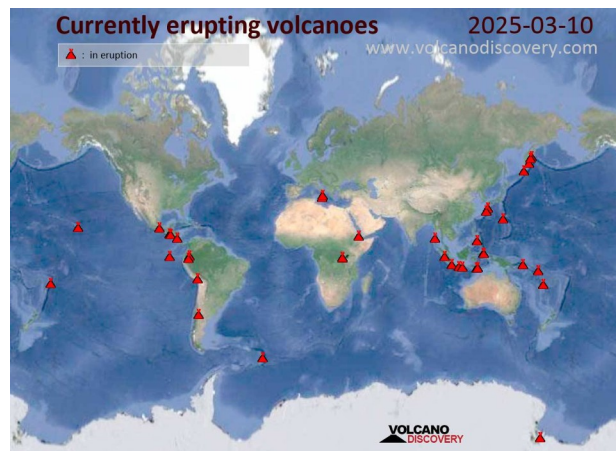 Currently erupting volcanoes 2025-03-10
www.volcanodiscovery.com
: in eruption
VOLCANO
DISCOVERY